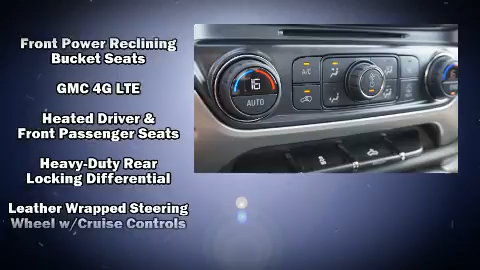 Front Power Reclining
Bucket Seats
GMC 4G LTE
Heated Driver &
Front Passenger Seats
Heavy-Duty Rear
Locking Differential
Leather Wrapped Steering
Wheel w/Cruise Controls
16
AUTO
A/C